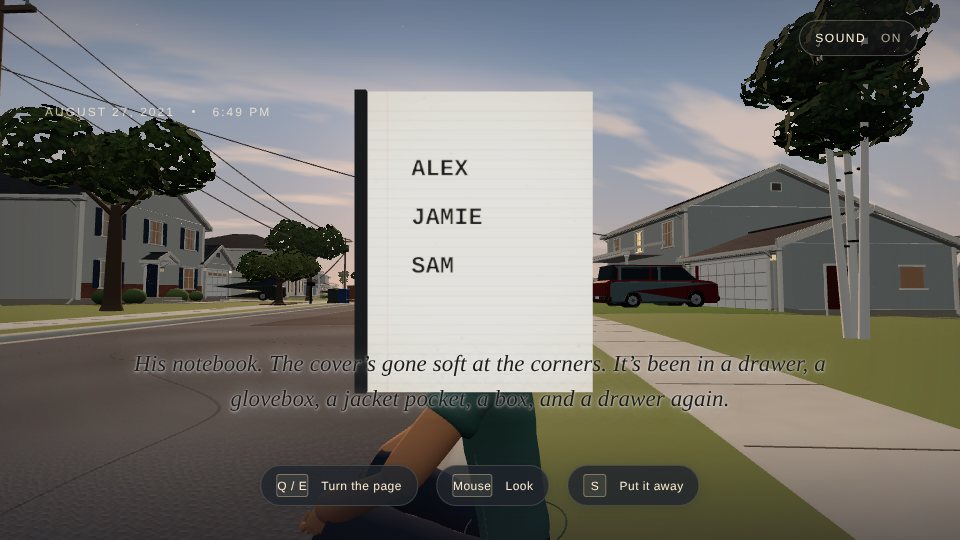 SOUND ON
AUGUST 27, 2021 • 6:49 PM
ALEX
JAMIE
SAM
His notebook. The cover’s gone soft at the corners. It’s been in a drawer, a
glovebox, a jacket pocket, a box, and a drawer again.
Q / E Turn the page
Mouse Look
S Put it away